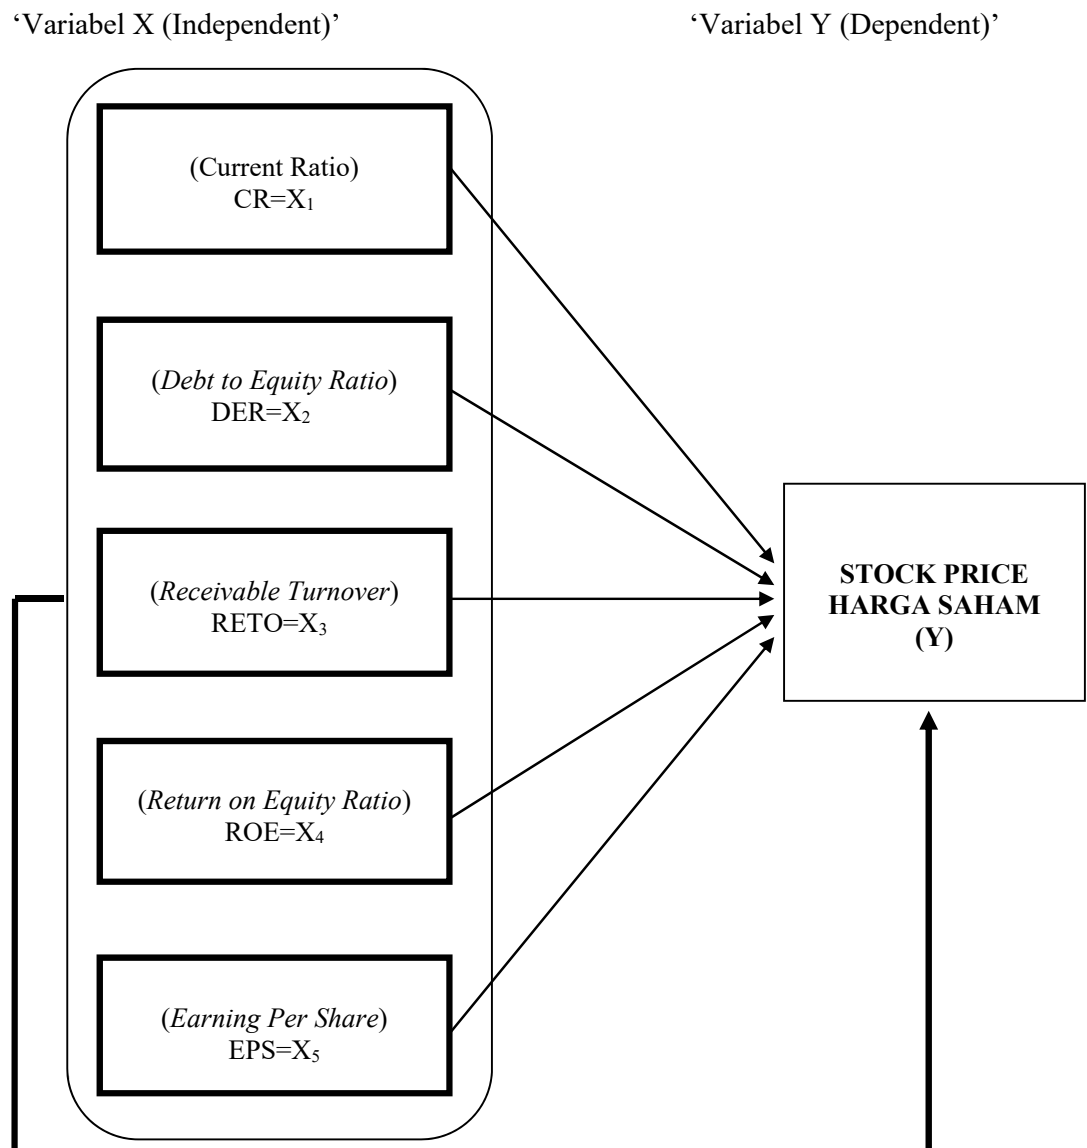 ‘Variabel X (Independent)’
‘Variabel Y (Dependent)’
(Current Ratio)
CR=X₁
(Debt to Equity Ratio)
DER=X₂
(Receivable Turnover)
RETO=X₃
(Return on Equity Ratio)
ROE=X₄
(Earning Per Share)
EPS=X₅
STOCK PRICE
HARGA SAHAM
(Y)